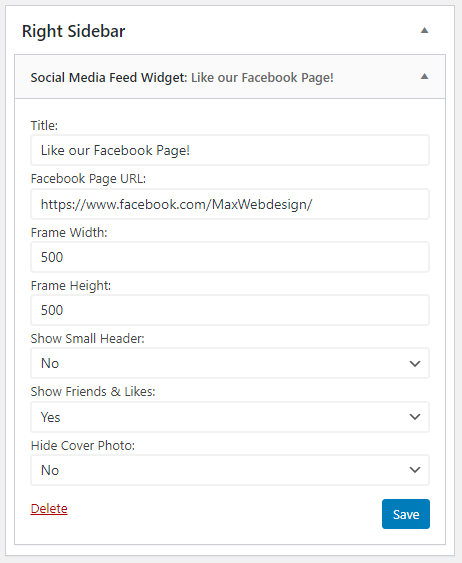 Right Sidebar
Social Media Feed Widget: Like our Facebook Page!
Title:
Like our Facebook Page!
Facebook Page URL:
https://www.facebook.com/MaxWebdesign/
Frame Width:
500
Frame Height:
500
Show Small Header:
No
Show Friends & Likes:
Yes
Hide Cover Photo:
No
Delete
Save